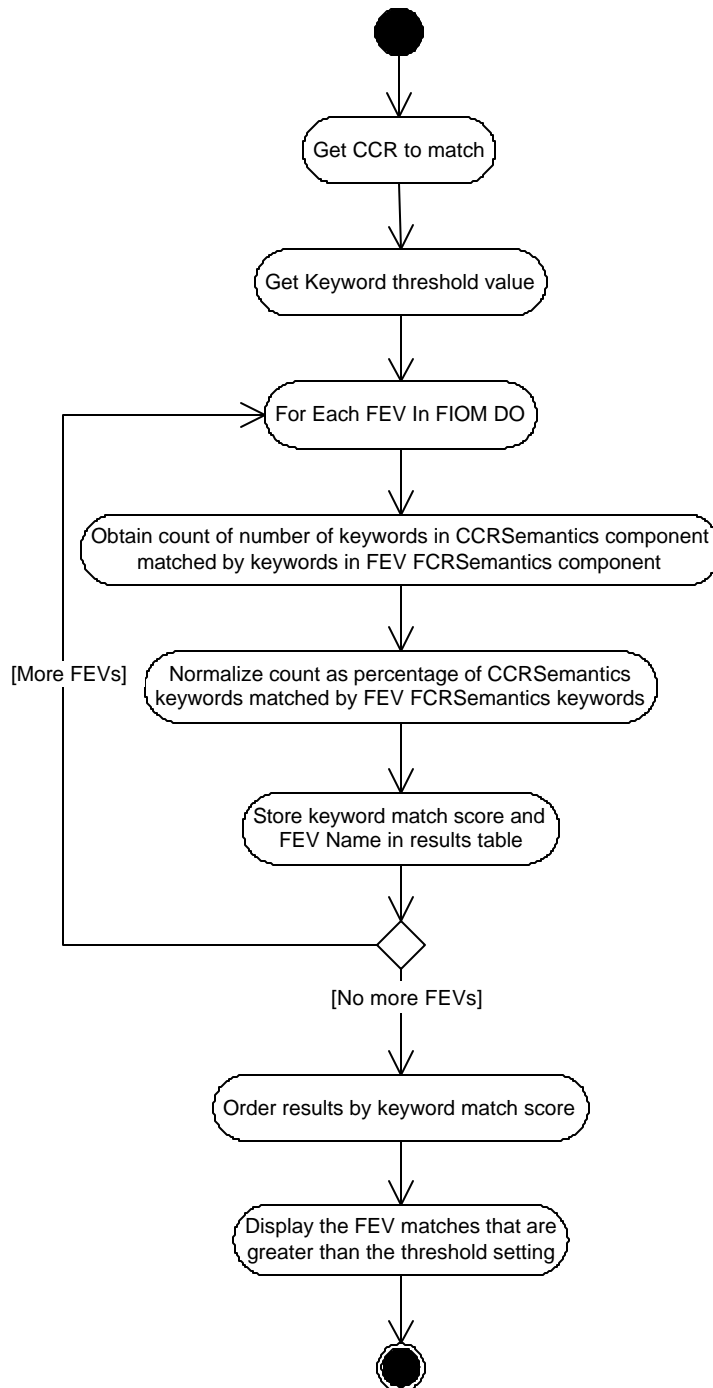 Get CCR to match
Get Keyword threshold value
For Each FEV In FIOM DO
Obtain count of number of keywords in CCRSemantics component
matched by keywords in FEV FCRSemantics component
[More FEVs]
Normalize count as percentage of CCRSemantics
keywords matched by FEV FCRSemantics keywords
Store keyword match score and
FEV Name in results table
[No more FEVs]
Order results by keyword match score
Display the FEV matches that are
greater than the threshold setting